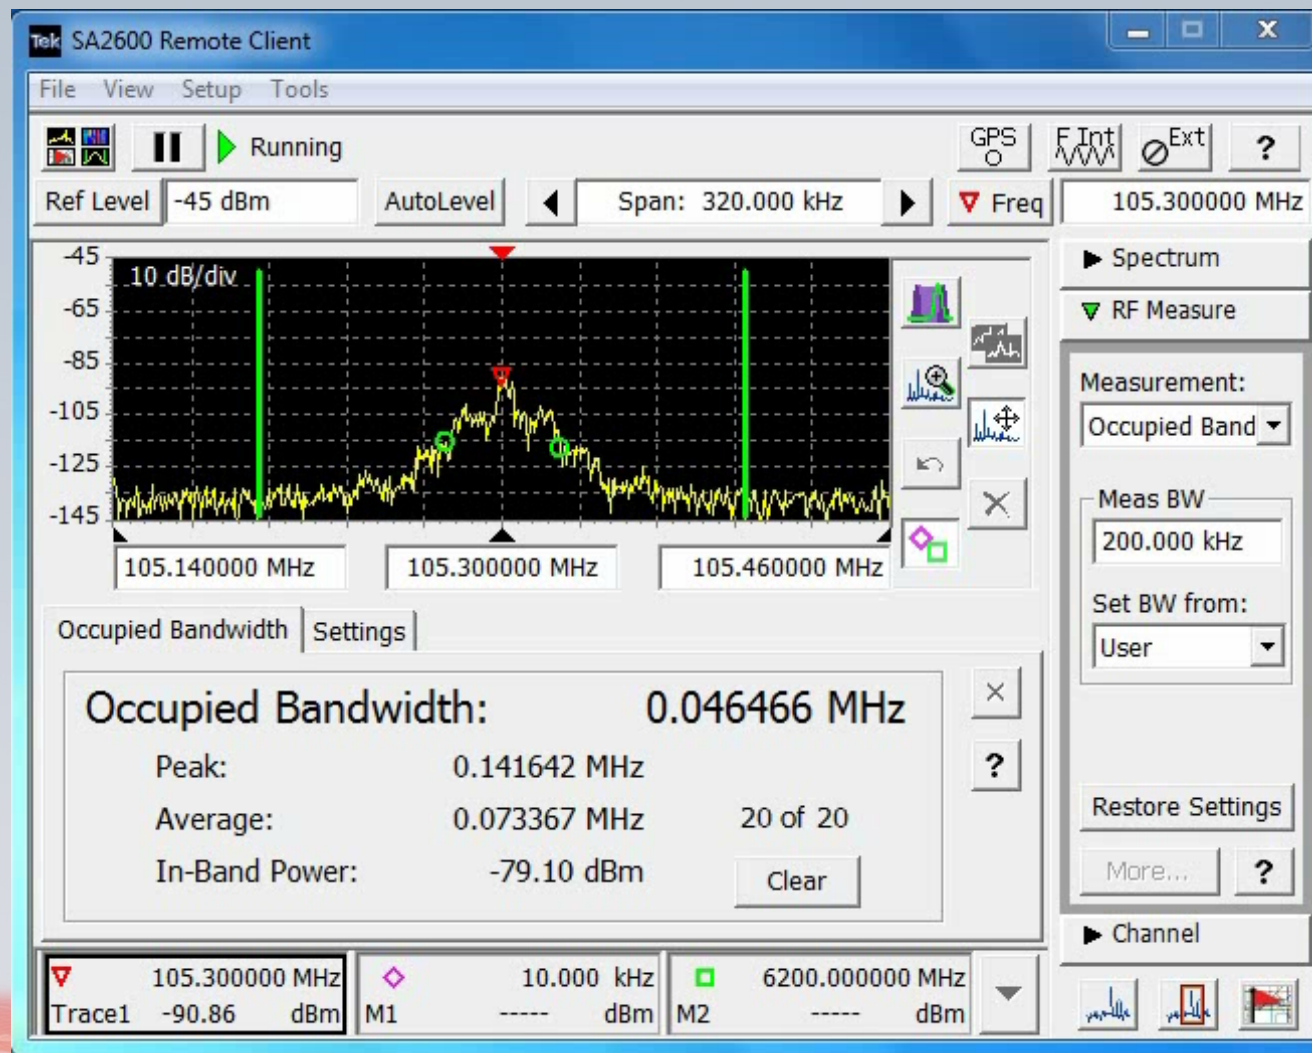 Tek SA2600 Remote Client
File View Setup Tools
Running
GPS
F Int
Ext
?
Ref Level -45 dBm AutoLevel Span: 320.000 kHz Freq 105.300000 MHz
10 dB/div
-45
-65
-85
-105
-125
-145
105.140000 MHz 105.300000 MHz 105.460000 MHz
Spectrum
RF Measure
Measurement:
Occupied Band
Meas BW
200.000 kHz
Set BW from:
User
Restore Settings
More...
?
Channel
Occupied Bandwidth Settings
Occupied Bandwidth: 0.046466 MHz
Peak: 0.141642 MHz
Average: 0.073367 MHz 20 of 20
In-Band Power: -79.10 dBm Clear
?
105.300000 MHz
Trace1 -90.86 dBm
10.000 kHz
M1 ----- dBm
6200.000000 MHz
M2 ----- dBm